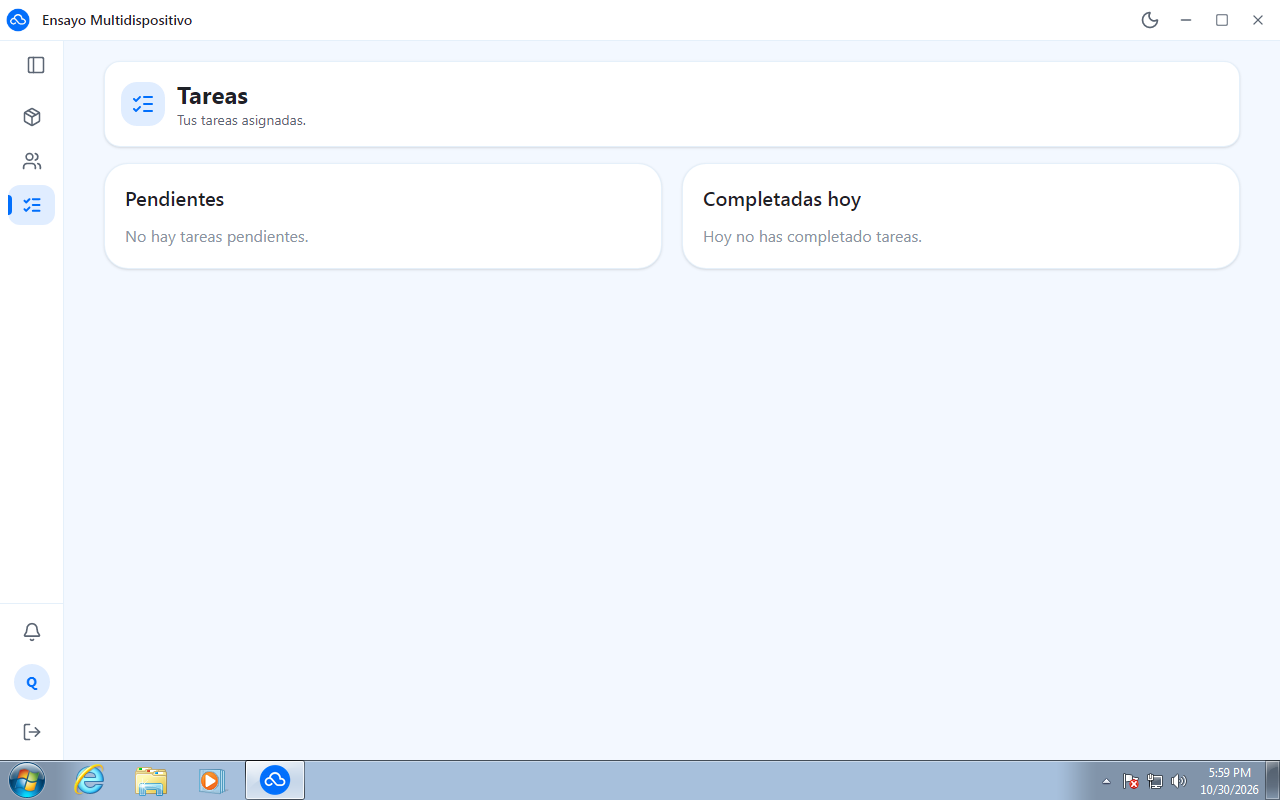 Ensayo Multidispositivo
Tareas
Tus tareas asignadas.
Pendientes
No hay tareas pendientes.
Completadas hoy
Hoy no has completado tareas.
Q
5:59 PM
10/30/2026